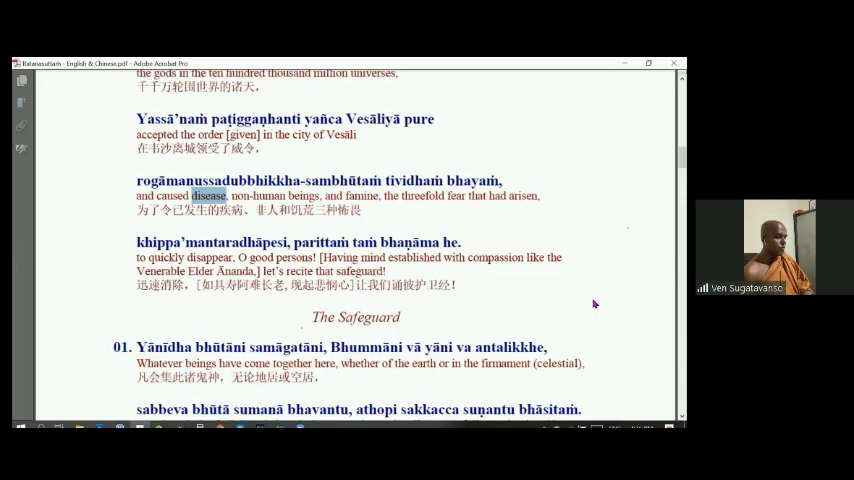 Ratanasuttaṁ - English & Chinese.pdf - Adobe Acrobat Pro
the gods in the ten hundred thousand million universes,
千千万轮围世界的诸天，
Yassā'naṁ paṭiggaṇhanti yañca Vesāliyā pure
accepted the order [given] in the city of Vesāli
在韦沙离城领受了威令，
rogāmanussadubbhikkha-sambhūtaṁ tividhaṁ bhayaṁ,
and caused disease, non-human beings, and famine, the threefold fear that had arisen,
为了令已发生的疾病、非人和饥荒三种怖畏
khippa'mantaradhāpesi, parittaṁ taṁ bhaṇāma he.
to quickly disappear, O good persons! [Having mind established with compassion like the
Venerable Elder Ānanda,] let's recite that safeguard!
迅速消除，[如具寿阿难长老,现起悲悯心]让我们诵彼护卫经！
The Safeguard
01. Yānīdha bhūtāni samāgatāni, Bhummāni vā yāni va antalikkhe,
Whatever beings have come together here, whether of the earth or in the firmament (celestial),
凡会集此诸鬼神，无论地居或空居，
sabbeva bhūtā sumanā bhavantu, athopi sakkacca suṇantu bhāsitaṁ.
Ven Sugatavanso